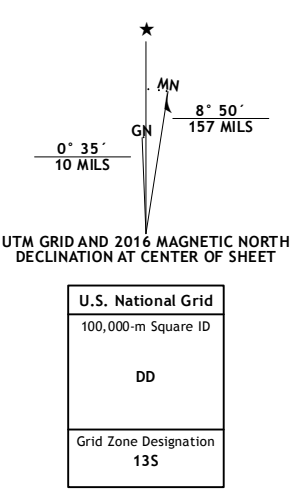 MN
8° 50´
157 MILS
GN
0° 35´
10 MILS
UTM GRID AND 2016 MAGNETIC NORTH
DECLINATION AT CENTER OF SHEET
U.S. National Grid
100,000-m Square ID
DD
Grid Zone Designation
13S